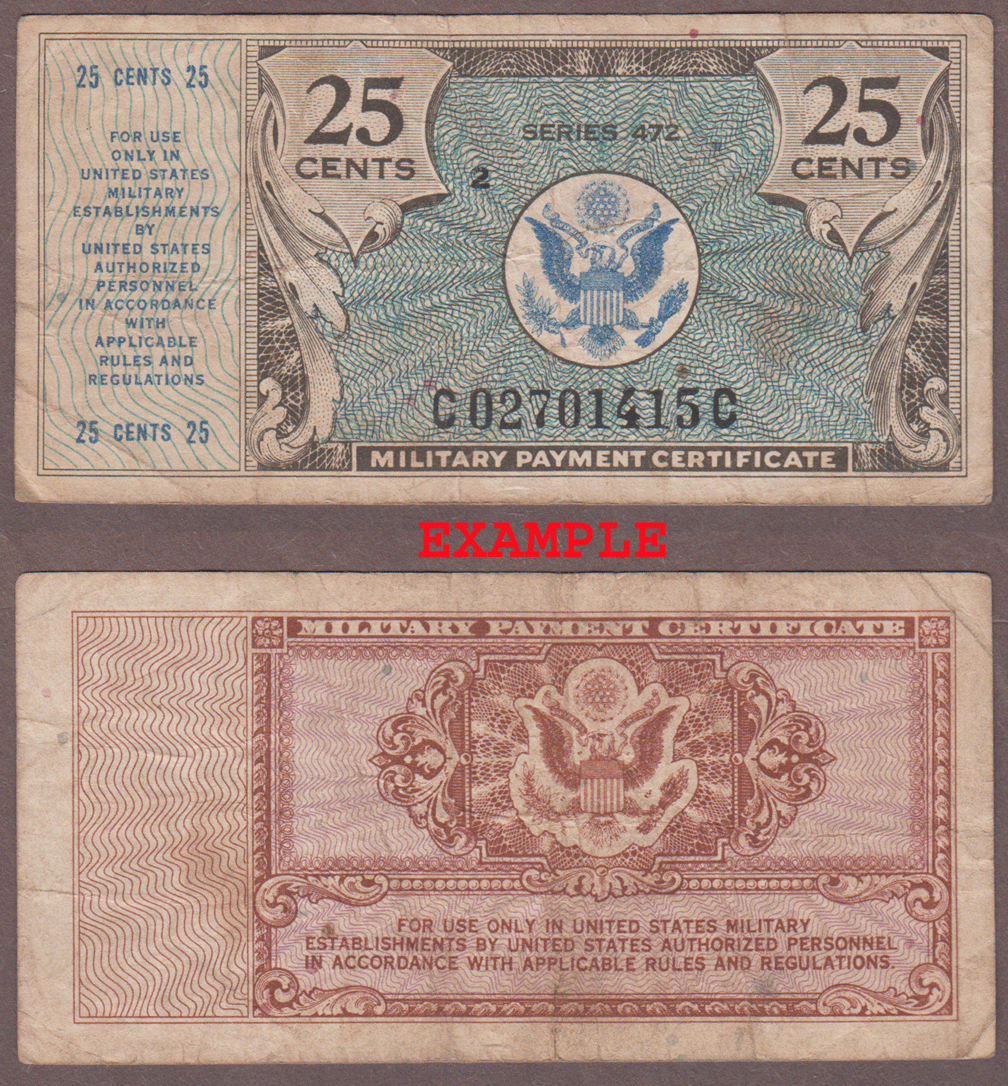 25 CENTS 25
FOR USE
ONLY IN
UNITED STATES
MILITARY
ESTABLISHMENTS
BY
UNITED STATES
AUTHORIZED
PERSONNEL
IN ACCORDANCE
WITH
APPLICABLE
RULES AND
REGULATIONS
25 CENTS 25
25
CENTS
SERIES 472
2
25
CENTS
C02701415C
MILITARY PAYMENT CERTIFICATE
EXAMPLE
MILITARY PAYMENT CERTIFICATE
FOR USE ONLY IN UNITED STATES MILITARY
ESTABLISHMENTS BY UNITED STATES AUTHORIZED PERSONNEL
IN ACCORDANCE WITH APPLICABLE RULES AND REGULATIONS.